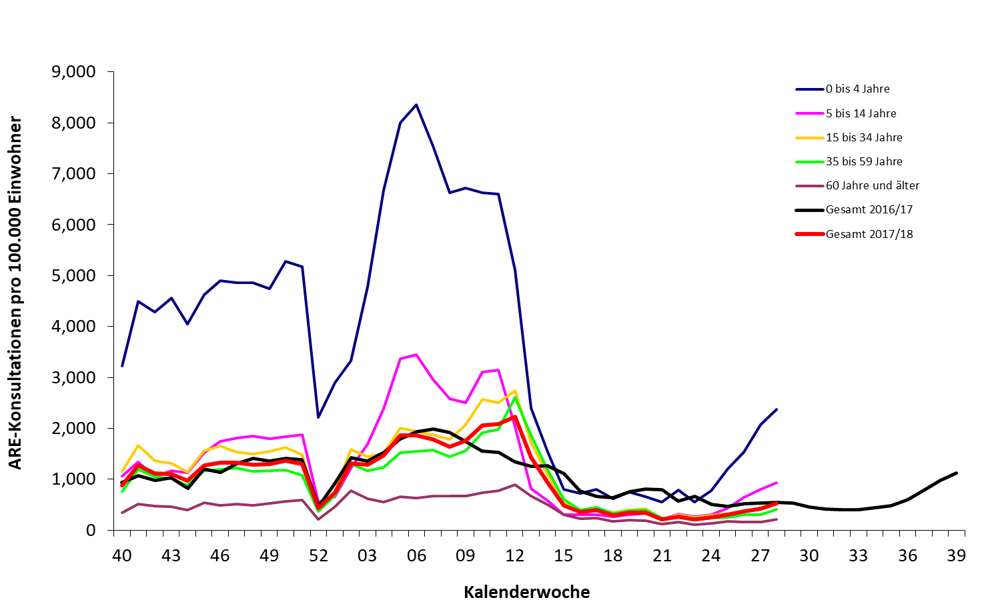 9,000
8,000
7,000
6,000
5,000
4,000
3,000
2,000
1,000
0
ARE-Konsultationen pro 100.000 Einwohner
0 bis 4 Jahre
5 bis 14 Jahre
15 bis 34 Jahre
35 bis 59 Jahre
60 Jahre und älter
Gesamt 2016/17
Gesamt 2017/18
40 43 46 49 52 03 06 09 12 15 18 21 24 27 30 33 36 39
Kalenderwoche